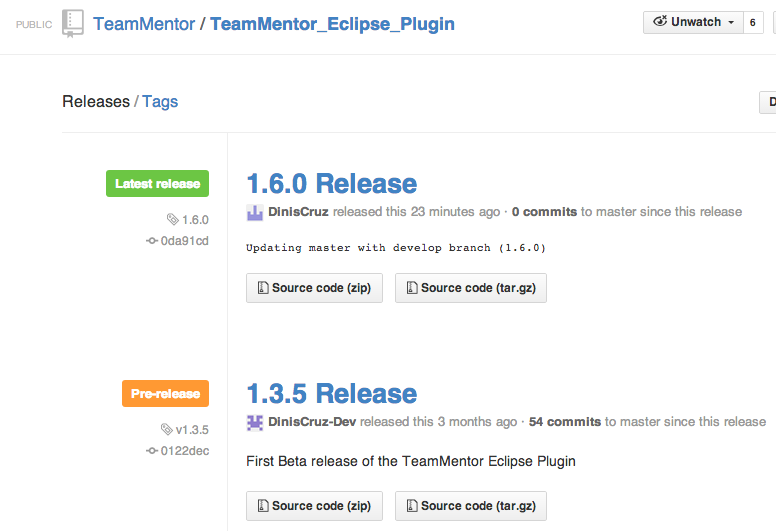 PUBLIC TeamMentor / TeamMentor_Eclipse_Plugin Unwatch 6
Releases / Tags D
Latest release 1.6.0 Release
DinisCruz released this 23 minutes ago · 0 commits to master since this release
1.6.0
0da91cd
Updating master with develop branch (1.6.0)
Source code (zip) Source code (tar.gz)
Pre-release 1.3.5 Release
DinisCruz-Dev released this 3 months ago · 54 commits to master since this release
v1.3.5
0122dec
First Beta release of the TeamMentor Eclipse Plugin
Source code (zip) Source code (tar.gz)